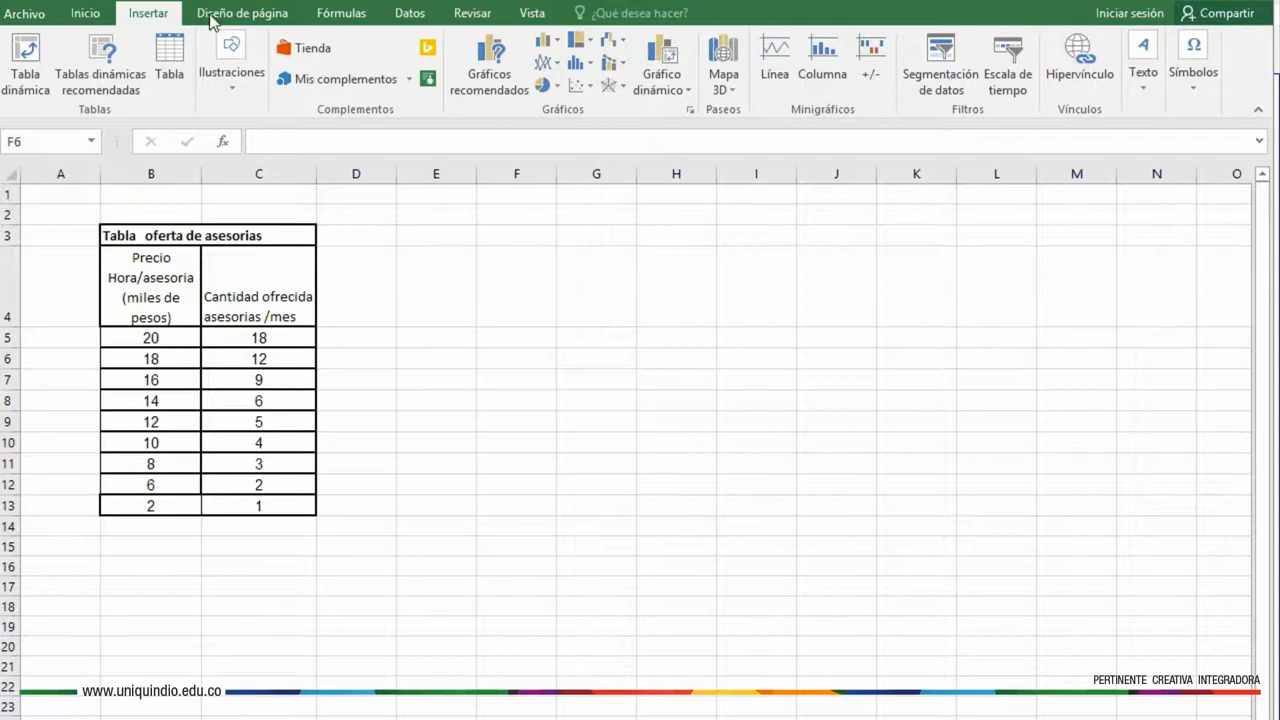 Archivo Inicio Insertar Diseño de página Fórmulas Datos Revisar Vista ¿Qué desea hacer? Iniciar sesión Compartir
Tabla dinámica
Tablas dinámicas recomendadas
Tabla
Ilustraciones
Tienda
Mis complementos
Gráficos recomendados
Gráfico dinámico
Mapa 3D
Línea
Columna
+/-
Segmentación de datos
Escala de tiempo
Hipervínculo
Texto
Símbolos
Tablas Complementos Gráficos Paseos Minigráficos Filtros Vínculos
F6 fx
A B C D E F G H I J K L M N O
1
2
3 Tabla oferta de asesorias
Precio
Hora/asesoria
(miles de Cantidad ofrecida
4 pesos) asesorias /mes
5 20 18
6 18 12
7 16 9
8 14 6
9 12 5
10 10 4
11 8 3
12 6 2
13 2 1
14
15
16
17
18
19
20
21
22
23
www.uniquindio.edu.co
PERTINENTE CREATIVA INTEGRADORA